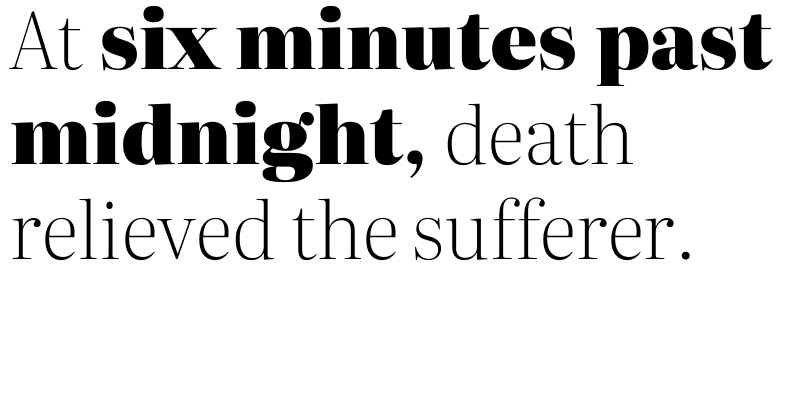 At six minutes past
midnight, death
relieved the sufferer.